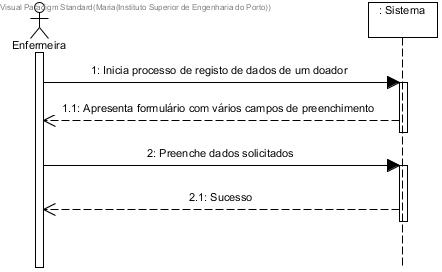 Visual Paradigm Standard(Maria(Instituto Superior de Engenharia do Porto))
: Sistema
Enfermeira
1: Inicia processo de registo de dados de um doador
1.1: Apresenta formulário com vários campos de preenchimento
2: Preenche dados solicitados
2.1: Sucesso